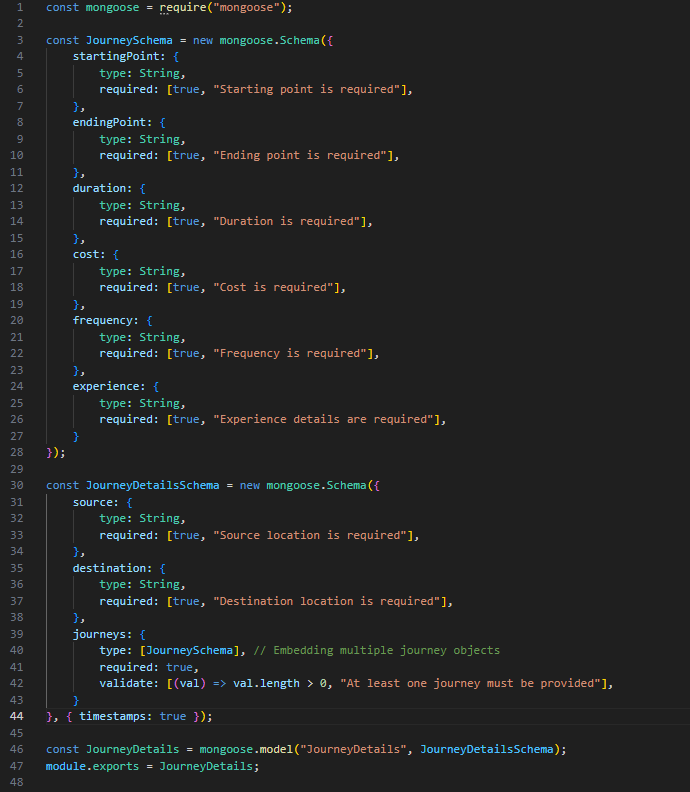 1 const mongoose = require("mongoose");
2
3 const JourneySchema = new mongoose.Schema({
4     startingPoint: {
5         type: String,
6         required: [true, "Starting point is required"],
7     },
8     endingPoint: {
9         type: String,
10         required: [true, "Ending point is required"],
11     },
12     duration: {
13         type: String,
14         required: [true, "Duration is required"],
15     },
16     cost: {
17         type: String,
18         required: [true, "Cost is required"],
19     },
20     frequency: {
21         type: String,
22         required: [true, "Frequency is required"],
23     },
24     experience: {
25         type: String,
26         required: [true, "Experience details are required"],
27     }
28 });
29
30 const JourneyDetailsSchema = new mongoose.Schema({
31     source: {
32         type: String,
33         required: [true, "Source location is required"],
34     },
35     destination: {
36         type: String,
37         required: [true, "Destination location is required"],
38     },
39     journeys: {
40         type: [JourneySchema], // Embedding multiple journey objects
41         required: true,
42         validate: [(val) => val.length > 0, "At least one journey must be provided"],
43     }
44 }, { timestamps: true });
45
46 const JourneyDetails = mongoose.model("JourneyDetails", JourneyDetailsSchema);
47 module.exports = JourneyDetails;
48